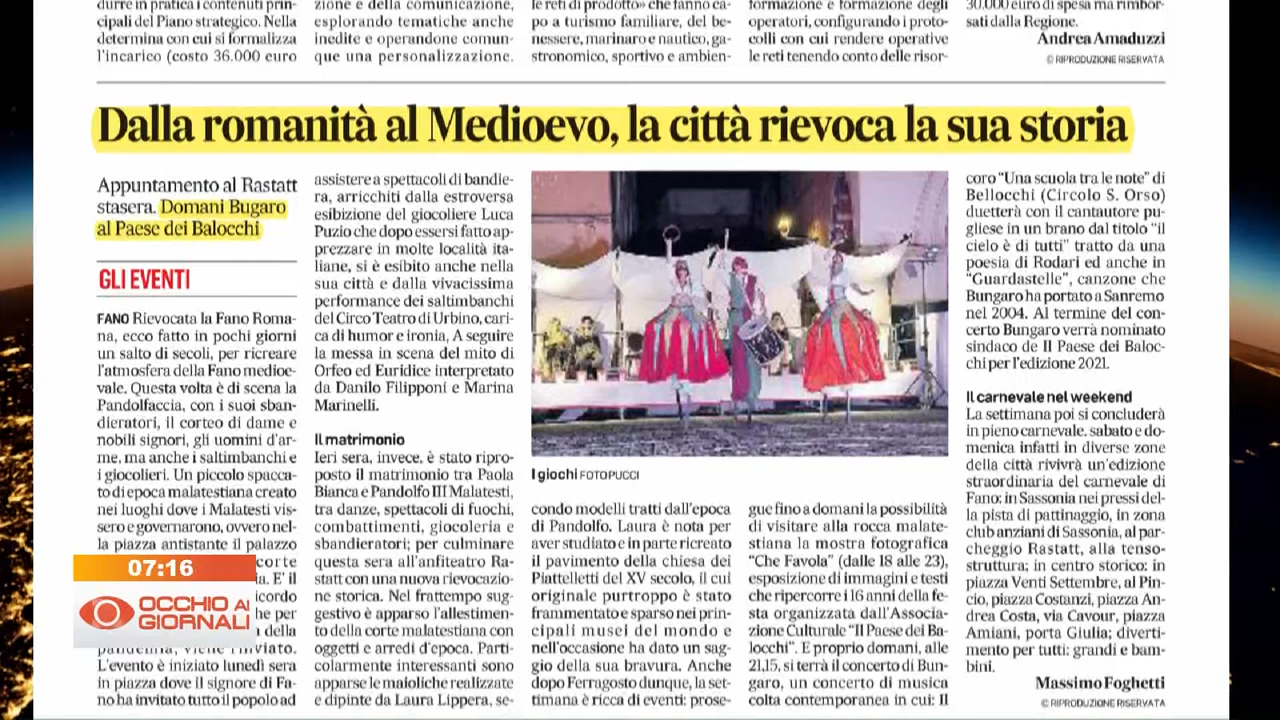 durre in pratica i contenuti prin-
cipali del Piano strategico. Nella
determina con cui si formalizza
l'incarico (costo 36.000 euro
zione e della comunicazione,
esplorando tematiche anche
inedite e operandone comun-
que una personalizzazione.
le reti di prodotto» che fanno ca-
po a turismo familiare, del be-
nessere, marinaro e nautico, ga-
stronomico, sportivo e ambien-
formazione e formazione degli
operatori, configurando i proto-
colli con cui rendere operative
le reti tenendo conto delle risor-
30.000 euro di spesa ma rimbor-
sati dalla Regione.
Andrea Amaduzzi
© RIPRODUZIONE RISERVATA
Dalla romanità al Medioevo, la città rievoca la sua storia
Appuntamento al Rastatt
stasera. Domani Bugaro
al Paese dei Balocchi
GLI EVENTI
FANO Rievocata la Fano Roma-
na, ecco fatto in pochi giorni
un salto di secoli, per ricreare
l'atmosfera della Fano medioe-
vale. Questa volta è di scena la
Pandolfaccia, con i suoi sban-
dieratori, il corteo di dame e
nobili signori, gli uomini d'ar-
me, ma anche i saltimbanchi e
i giocolieri. Un piccolo spacca-
to di epoca malatestiana creato
nei luoghi dove i Malatesti vis-
sero e governarono, ovvero nel-
la piazza antistante il palazzo
corte
a. E' il
icordo
he per
della
pandemia, viene rinviato.
L'evento è iniziato lunedì sera
in piazza dove il signore di Fa-
no ha invitato tutto il popolo ad
assistere a spettacoli di bandie-
ra, arricchiti dalla estroversa
esibizione del giocoliere Luca
Puzio che dopo essersi fatto ap-
prezzare in molte località ita-
liane, si è esibito anche nella
sua città e dalla vivacissima
performance dei saltimbanchi
del Circo Teatro di Urbino, cari-
ca di humor e ironia, A seguire
la messa in scena del mito di
Orfeo ed Euridice interpretato
da Danilo Filipponi e Marina
Marinelli.
Il matrimonio
Ieri sera, invece, è stato ripro-
posto il matrimonio tra Paola
Bianca e Pandolfo III Malatesti,
tra danze, spettacoli di fuochi,
combattimenti, giocoleria e
sbandieratori; per culminare
questa sera all'anfiteatro Ra-
statt con una nuova rievocazio-
ne storica. Nel frattempo sug-
gestivo è apparso l'allestimen-
to della corte malatestiana con
oggetti e arredi d'epoca. Parti-
colarmente interessanti sono
apparse le maioliche realizzate
e dipinte da Laura Lippera, se-
I giochi FOTO PUCCI
condo modelli tratti dall'epoca
di Pandolfo. Laura è nota per
aver studiato e in parte ricreato
il pavimento della chiesa dei
Piattelletti del XV secolo, il cui
originale purtroppo è stato
frammentato e sparso nei prin-
cipali musei del mondo e
nell'occasione ha dato un sag-
gio della sua bravura. Anche
dopo Ferragosto dunque, la set-
timana è ricca di eventi: prose-
gue fino a domani la possibilità
di visitare alla rocca malate-
stiana la mostra fotografica
"Che Favola" (dalle 18 alle 23),
esposizione di immagini e testi
che ripercorre i 16 anni della fe-
sta organizzata dall'Associa-
zione Culturale "Il Paese dei Ba-
locchi". E proprio domani, alle
21,15, si terrà il concerto di Bun-
garo, un concerto di musica
colta contemporanea in cui: Il
coro "Una scuola tra le note" di
Bellocchi (Circolo S. Orso)
duetterà con il cantautore pu-
gliese in un brano dal titolo "il
cielo è di tutti" tratto da una
poesia di Rodari ed anche in
"Guardastelle", canzone che
Bungaro ha portato a Sanremo
nel 2004. Al termine del con-
certo Bungaro verrà nominato
sindaco de Il Paese dei Baloc-
chi per l'edizione 2021.
Il carnevale nel weekend
La settimana poi si concluderà
in pieno carnevale. sabato e do-
menica infatti in diverse zone
della città rivivrà un'edizione
straordinaria del carnevale di
Fano: in Sassonia nei pressi del-
la pista di pattinaggio, in zona
club anziani di Sassonia, al par-
cheggio Rastatt, alla tenso-
struttura; in centro storico: in
piazza Venti Settembre, al Pin-
cio, piazza Costanzi, piazza An-
drea Costa, via Cavour, piazza
Amiani, porta Giulia; diverti-
mento per tutti: grandi e bam-
bini.
Massimo Foghetti
© RIPRODUZIONE RISERVATA
07:16
OCCHIO AI
GIORNALI